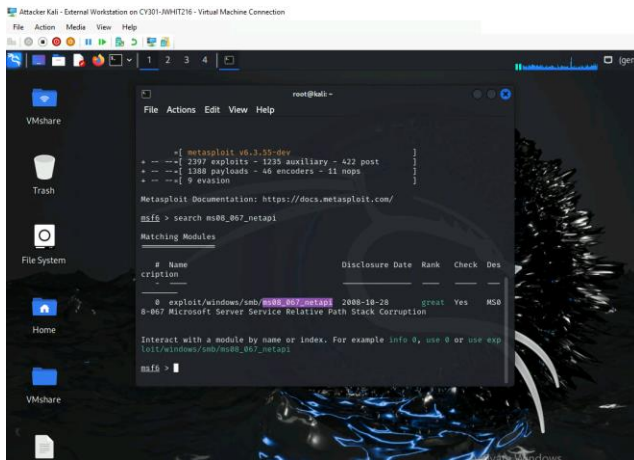 Attacker Kali - External Workstation on CY301-JWHIT216 - Virtual Machine Connection
File Action Media View Help
1 2 3 4
(gen
root@kali: ~
File Actions Edit View Help
=[ metasploit v6.3.55-dev ]
+ -- --=[ 2397 exploits - 1235 auxiliary - 422 post ]
+ -- --=[ 1388 payloads - 46 encoders - 11 nops ]
+ -- --=[ 9 evasion ]
Metasploit Documentation: https://docs.metasploit.com/
msf6 > search ms08_067_netapi
Matching Modules
# Name Disclosure Date Rank Check Des
cription
0 exploit/windows/smb/ms08_067_netapi 2008-10-28 great Yes MS0
8-067 Microsoft Server Service Relative Path Stack Corruption
Interact with a module by name or index. For example info 0, use 0 or use exp
loit/windows/smb/ms08_067_netapi
msf6 >
VMshare
Trash
File System
Home
VMshare
Windows